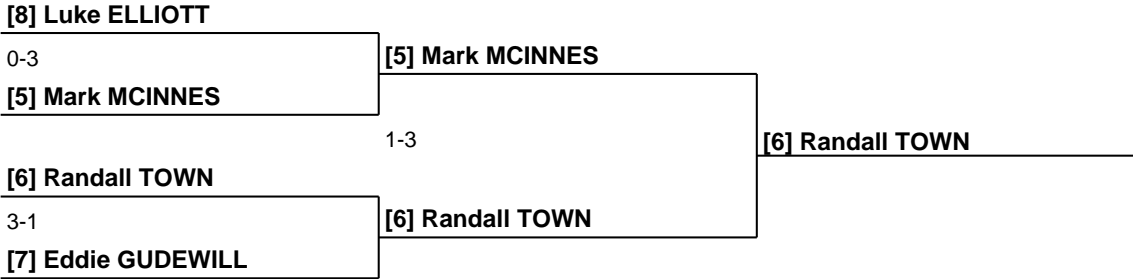 [8] Luke ELLIOTT
0-3
[5] Mark MCINNES
[5] Mark MCINNES
1-3
[6] Randall TOWN
[6] Randall TOWN
3-1
[6] Randall TOWN
[7] Eddie GUDEWILL